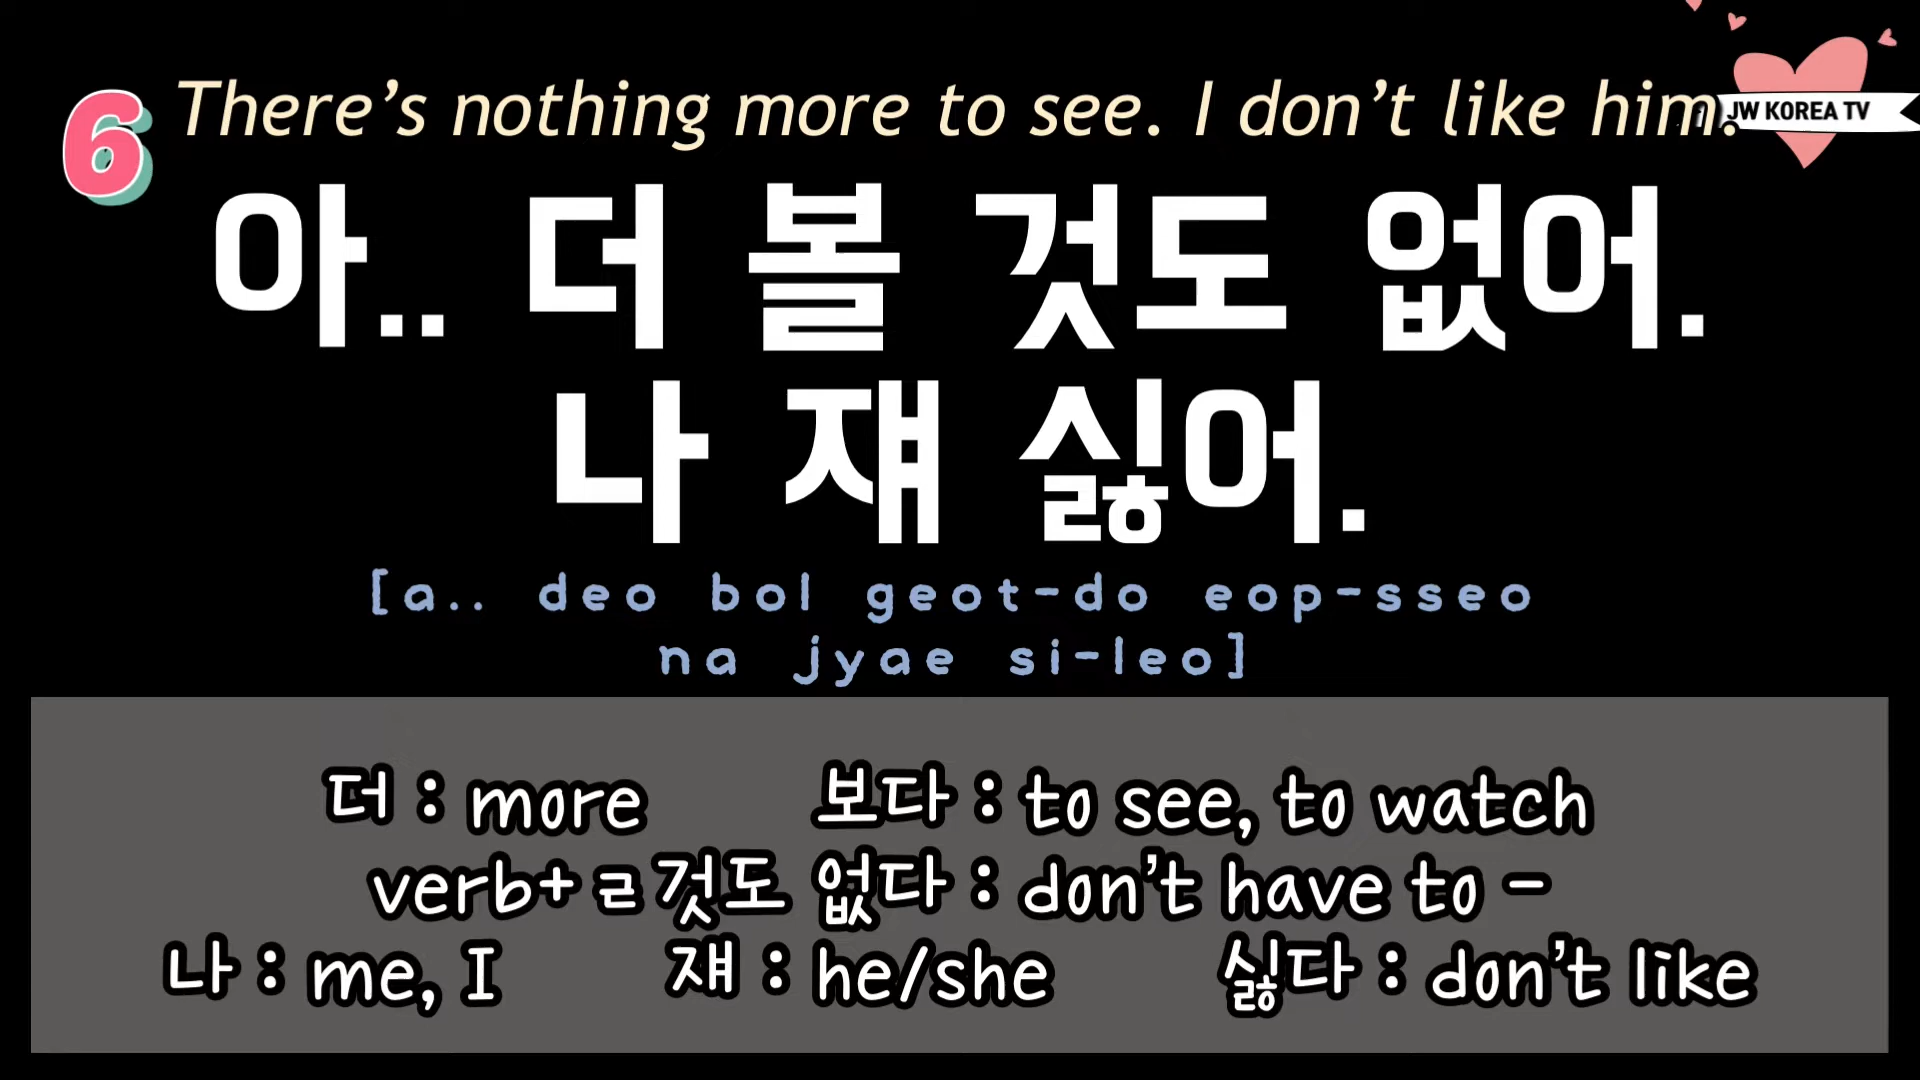 6
There's nothing more to see. I don't like him.
JW KOREA TV
아.. 더 볼 것도 없어.
나 쟤 싫어.
[a.. deo bol geot-do eop-sseo
na jyae si-leo]
더 : more 보다 : to see, to watch
verb+ㄹ것도 없다 : don't have to -
나 : me, I 쟤 : he/she 싫다 : don't like